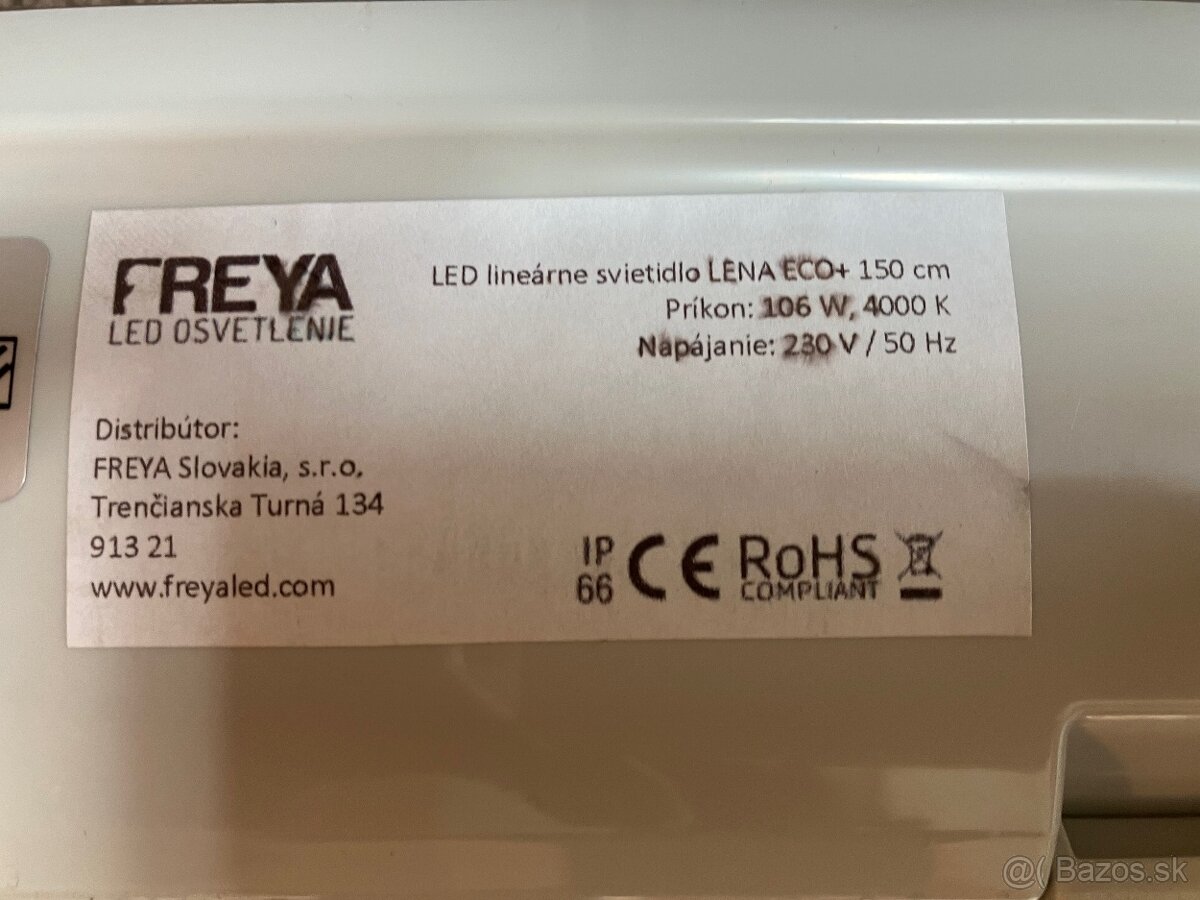 FREYA
LED OSVETLENIE
LED lineárne svietidlo LENA ECO+ 150 cm
Príkon: 106 W, 4000 K
Napájanie: 230 V / 50 Hz
Distribútor:
FREYA Slovakia, s.r.o.
Trenčianska Turná 134
913 21
www.freyaled.com
IP
66
CE
RoHS
COMPLIANT
@( Bazos.sk